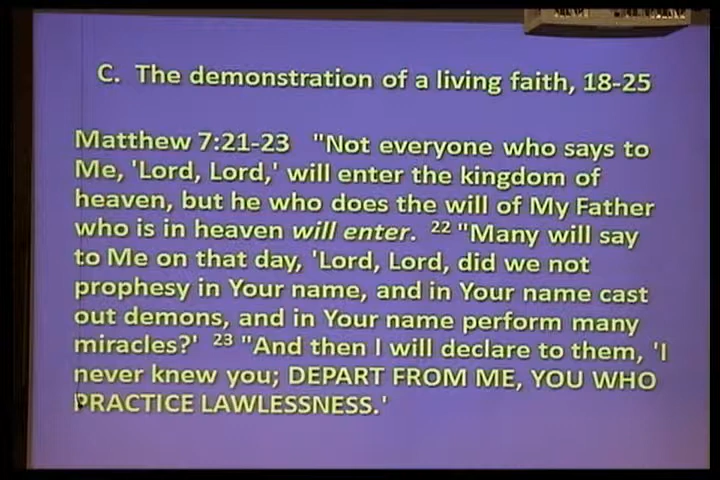 C. The demonstration of a living faith, 18-25
Matthew 7:21-23 "Not everyone who says to
Me, 'Lord, Lord,' will enter the kingdom of
heaven, but he who does the will of My Father
who is in heaven will enter. 22 "Many will say
to Me on that day, 'Lord, Lord, did we not
prophesy in Your name, and in Your name cast
out demons, and in Your name perform many
miracles?' 23 "And then I will declare to them, 'I
never knew you; DEPART FROM ME, YOU WHO
PRACTICE LAWLESSNESS.'